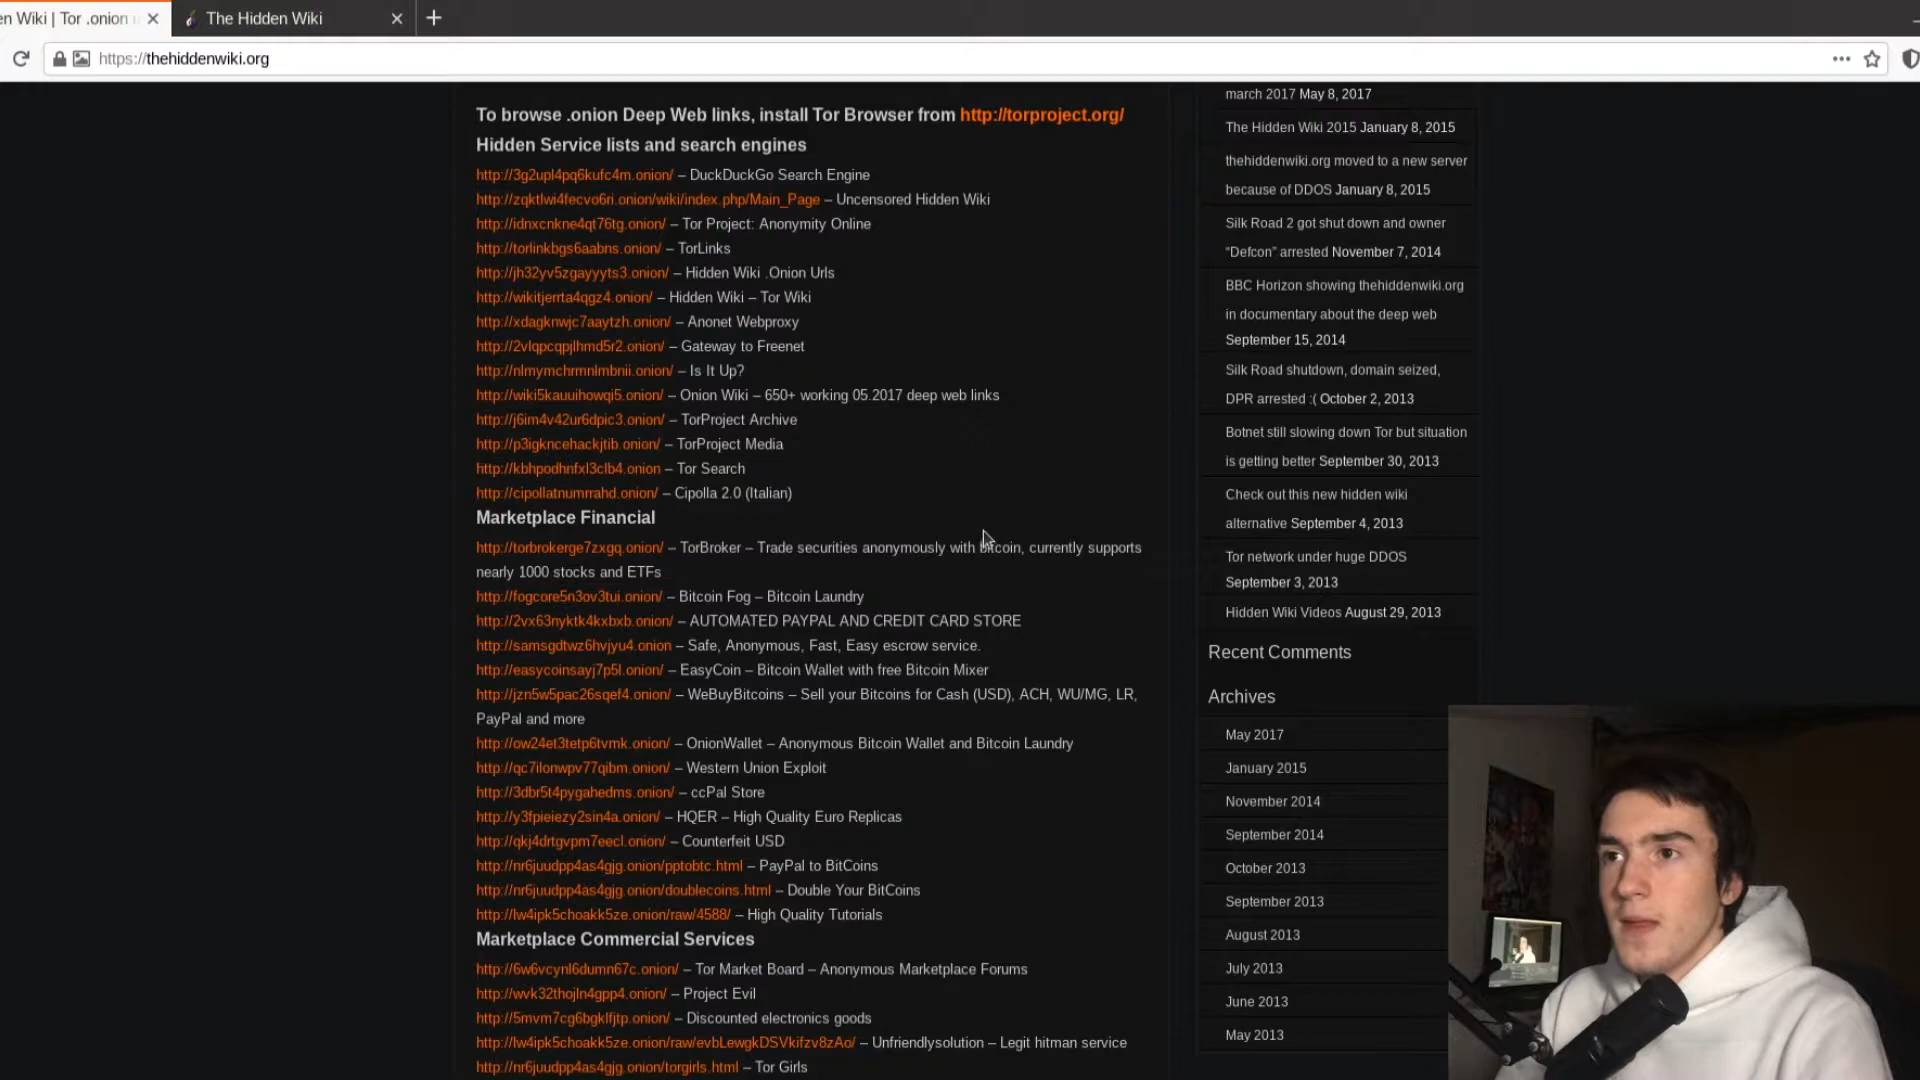 en Wiki | Tor .onion
The Hidden Wiki
https://thehiddenwiki.org
To browse .onion Deep Web links, install Tor Browser from http://torproject.org/
Hidden Service lists and search engines
http://3g2upl4pq6kufc4m.onion/ – DuckDuckGo Search Engine
http://zqktlwi4fecvo6ri.onion/wiki/index.php/Main_Page – Uncensored Hidden Wiki
http://idnxcnkne4qt76tg.onion/ – Tor Project: Anonymity Online
http://torlinkbgs6aabns.onion/ – TorLinks
http://jh32yv5zgayyyts3.onion/ – Hidden Wiki .Onion Urls
http://wikitjerrta4qgz4.onion/ – Hidden Wiki – Tor Wiki
http://xdagknwjc7aaytzh.onion/ – Anonet Webproxy
http://2vlqpcqpjlhmd5r2.onion/ – Gateway to Freenet
http://nlmymchrmnlmbnii.onion/ – Is It Up?
http://wiki5kauuihowqi5.onion/ – Onion Wiki – 650+ working 05.2017 deep web links
http://j6im4v42ur6dpic3.onion/ – TorProject Archive
http://p3igkncehackjtib.onion/ – TorProject Media
http://kbhpodhnfxl3clb4.onion – Tor Search
http://cipollatnumrrahd.onion/ – Cipolla 2.0 (Italian)
Marketplace Financial
http://torbrokerge7zxgq.onion/ – TorBroker – Trade securities anonymously with bitcoin, currently supports
nearly 1000 stocks and ETFs
http://fogcore5n3ov3tui.onion/ – Bitcoin Fog – Bitcoin Laundry
http://2vx63nyktk4kxbxb.onion/ – AUTOMATED PAYPAL AND CREDIT CARD STORE
http://samsgdtwz6hvjyu4.onion – Safe, Anonymous, Fast, Easy escrow service.
http://easycoinsayj7p5l.onion/ – EasyCoin – Bitcoin Wallet with free Bitcoin Mixer
http://jzn5w5pac26sqef4.onion/ – WeBuyBitcoins – Sell your Bitcoins for Cash (USD), ACH, WU/MG, LR,
PayPal and more
http://ow24et3tetp6tvmk.onion/ – OnionWallet – Anonymous Bitcoin Wallet and Bitcoin Laundry
http://qc7ilonwpv77qibm.onion/ – Western Union Exploit
http://3dbr5t4pygahedms.onion/ – ccPal Store
http://y3fpieiezy2sin4a.onion/ – HQER – High Quality Euro Replicas
http://qkj4drtgvpm7eecl.onion/ – Counterfeit USD
http://nr6juudpp4as4gjg.onion/pptobtc.html – PayPal to BitCoins
http://nr6juudpp4as4gjg.onion/doublecoins.html – Double Your BitCoins
http://lw4ipk5choakk5ze.onion/raw/4588/ – High Quality Tutorials
Marketplace Commercial Services
http://6w6vcynl6dumn67c.onion/ – Tor Market Board – Anonymous Marketplace Forums
http://wvk32thojln4gpp4.onion/ – Project Evil
http://5mvm7cg6bgklfjtp.onion/ – Discounted electronics goods
http://lw4ipk5choakk5ze.onion/raw/evbLewgkDSVkifzv8zAo/ – Unfriendlysolution – Legit hitman service
http://nr6juudpp4as4gjg.onion/torgirls.html – Tor Girls
march 2017 May 8, 2017
The Hidden Wiki 2015 January 8, 2015
thehiddenwiki.org moved to a new server
because of DDOS January 8, 2015
Silk Road 2 got shut down and owner
“Defcon” arrested November 7, 2014
BBC Horizon showing thehiddenwiki.org
in documentary about the deep web
September 15, 2014
Silk Road shutdown, domain seized,
DPR arrested :( October 2, 2013
Botnet still slowing down Tor but situation
is getting better September 30, 2013
Check out this new hidden wiki
alternative September 4, 2013
Tor network under huge DDOS
September 3, 2013
Hidden Wiki Videos August 29, 2013
Recent Comments
Archives
May 2017
January 2015
November 2014
September 2014
October 2013
September 2013
August 2013
July 2013
June 2013
May 2013